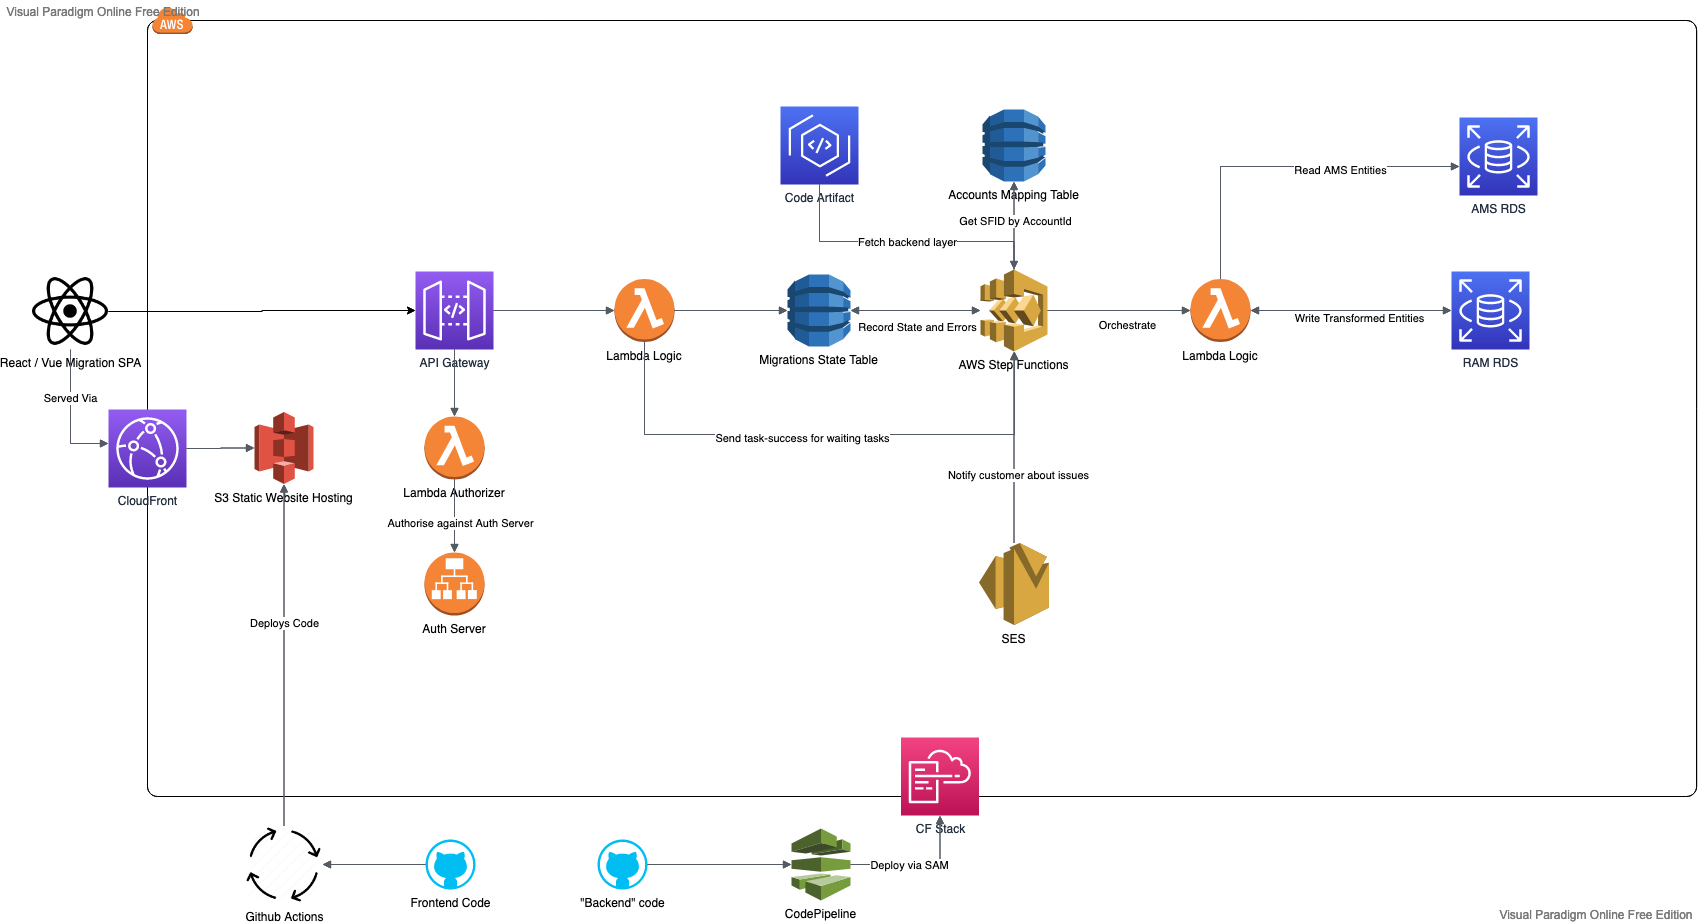 Visual Paradigm Online Free Edition
AWS
Code Artifact
Accounts Mapping Table
Get SFID by AccountId
Fetch backend layer
Read AMS Entities
AMS RDS
React / Vue Migration SPA
API Gateway
Lambda Logic
Migrations State Table
Record State and Errors
AWS Step Functions
Orchestrate
Lambda Logic
Write Transformed Entities
RAM RDS
Served Via
CloudFront
S3 Static Website Hosting
Lambda Authorizer
Authorise against Auth Server
Auth Server
Send task-success for waiting tasks
Notify customer about issues
SES
Deploys Code
CF Stack
Github Actions
Frontend Code
"Backend" code
CodePipeline
Deploy via SAM
Visual Paradigm Online Free Edition